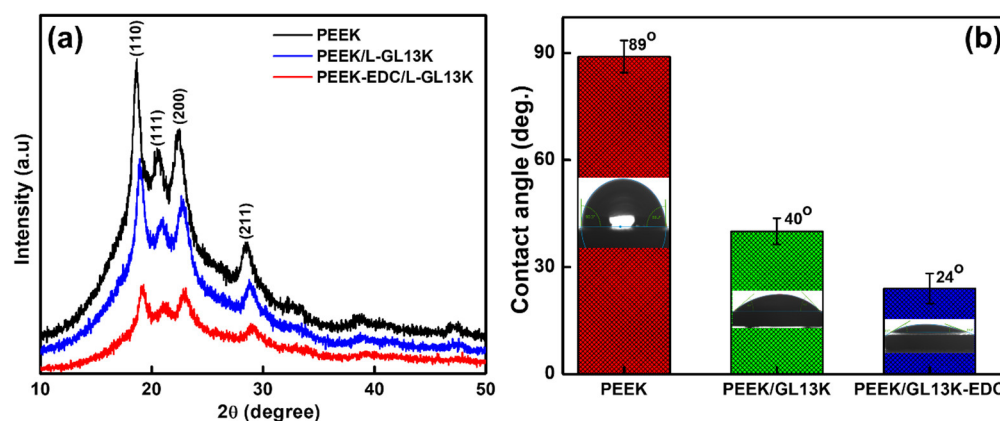 (a)
(110)
(111)
(200)
(211)
PEEK
PEEK/L-GL13K
PEEK-EDC/L-GL13K
Intensity (a.u)
10
20
30
40
50
2θ (degree)
(b)
89°
40°
24°
Contact angle (deg.)
90
60
30
0
PEEK
PEEK/GL13K
PEEK/GL13K-EDC